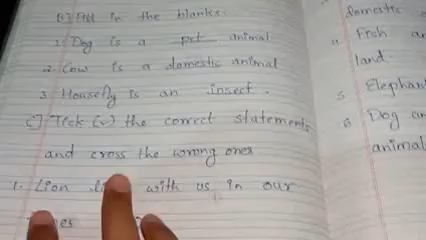 B] Fill in the blanks.
1. Dog is a pet animal
2. Cow is a domestic animal
3. Housefly is an insect.
C] Tick (✓) the correct statements
and cross the wrong ones
1. Lion with us in our
domestic
4. Fish
land.
5. Elephant
6. Dog
animal